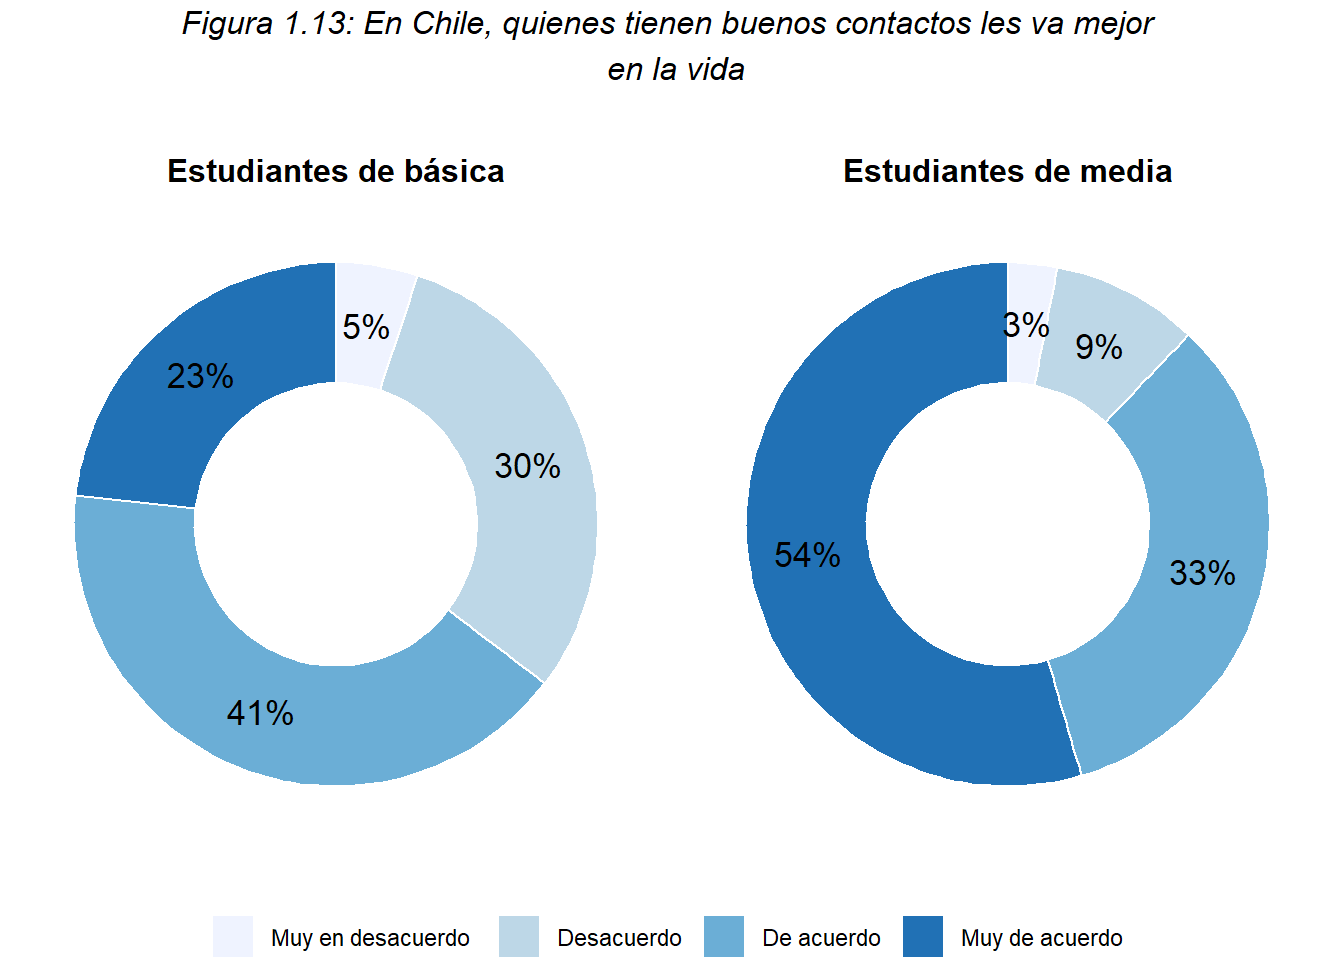 Figura 1.13: En Chile, quienes tienen buenos contactos les va mejor
en la vida
Estudiantes de básica
5%
30%
41%
23%
Estudiantes de media
3%
9%
33%
54%
Muy en desacuerdo
Desacuerdo
De acuerdo
Muy de acuerdo